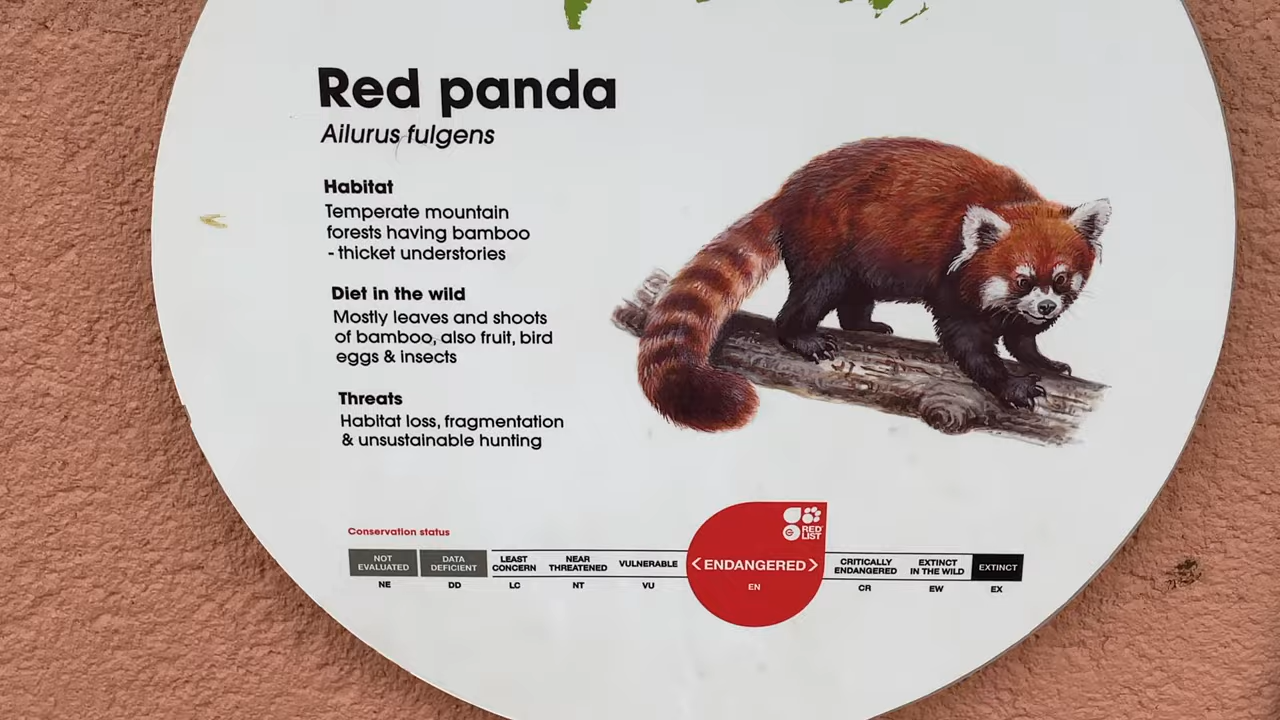 Red panda
Ailurus fulgens
Habitat
Temperate mountain
forests having bamboo
- thicket understories
Diet in the wild
Mostly leaves and shoots
of bamboo, also fruit, bird
eggs & insects
Threats
Habitat loss, fragmentation
& unsustainable hunting
Conservation status
NOT
EVALUATED
NE
DATA
DEFICIENT
DD
LEAST
CONCERN
LC
NEAR
THREATENED
NT
VULNERABLE
VU
RED
LIST
<ENDANGERED>
EN
CRITICALLY
ENDANGERED
CR
EXTINCT
IN THE WILD
EW
EXTINCT
EX